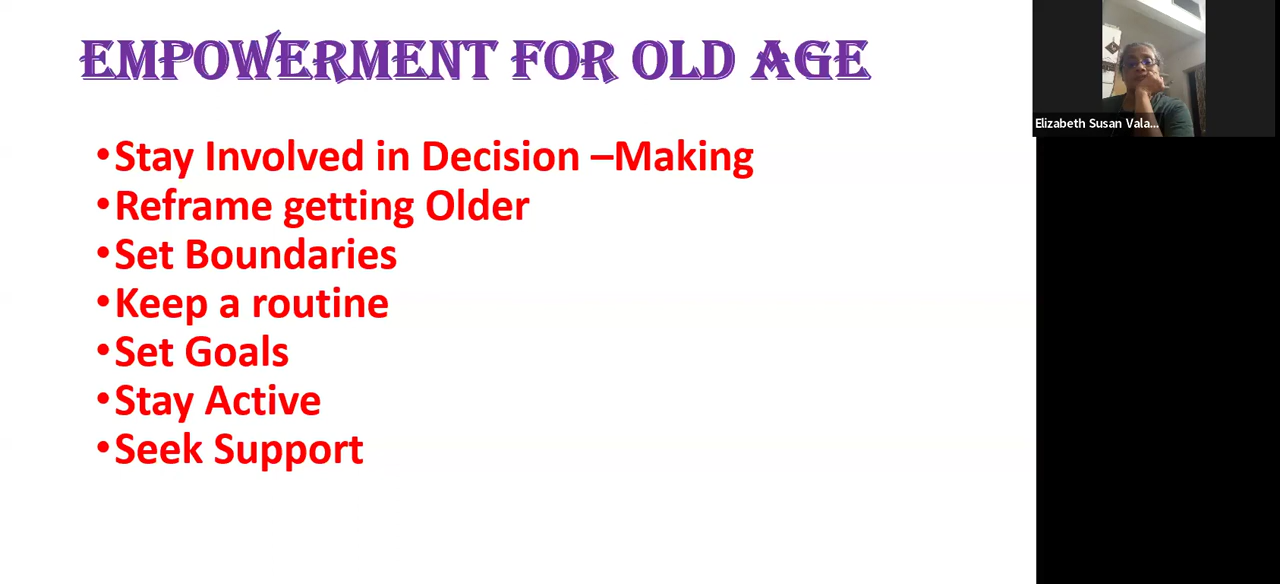 EMPOWERMENT FOR OLD AGE
•Stay Involved in Decision –Making
•Reframe getting Older
•Set Boundaries
•Keep a routine
•Set Goals
•Stay Active
•Seek Support
Elizabeth Susan Vala...